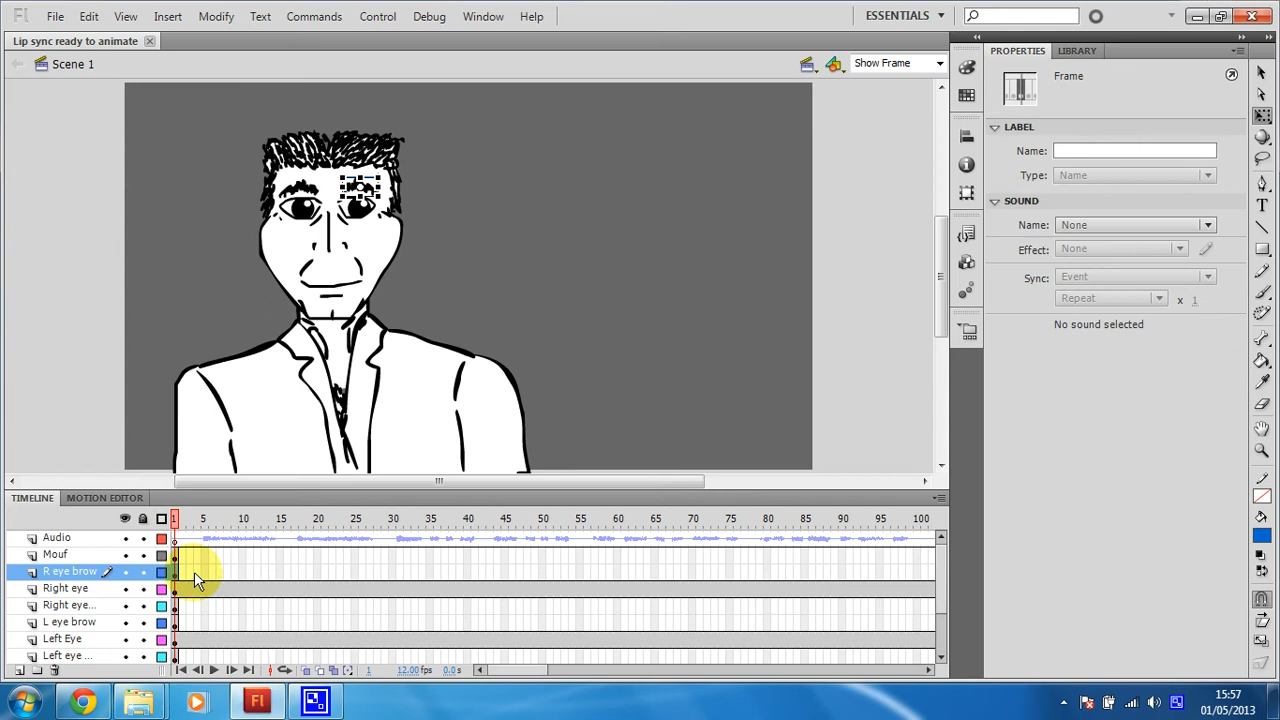 Fl File Edit View Insert Modify Text Commands Control Debug Window Help ESSENTIALS
Lip sync ready to animate
Scene 1 Show Frame
PROPERTIES LIBRARY
Frame
LABEL
Name:
Type: Name
SOUND
Name: None
Effect: None
Sync: Event
Repeat x 1
No sound selected
TIMELINE MOTION EDITOR
1 5 10 15 20 25 30 35 40 45 50 55 60 65 70 75 80 85 90 95 100
Audio
Mouf
R eye brow
Right eye
Right eye...
L eye brow
Left Eye
Left eye ...
1 12.00 fps 0.0 s
Fl
15:57
01/05/2013